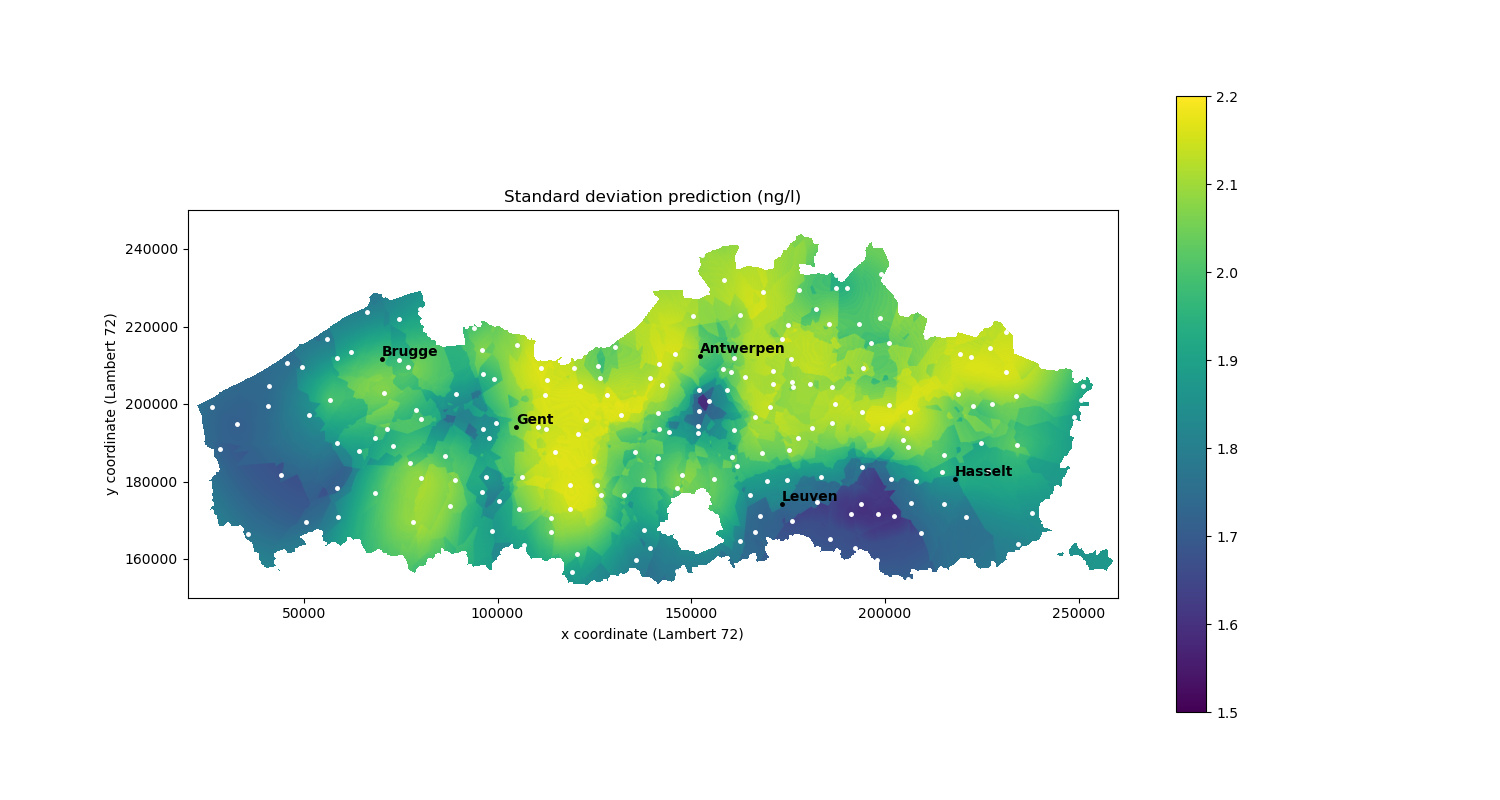 Standard deviation prediction (ng/l)
y coordinate (Lambert 72)
240000
220000
200000
180000
160000
Brugge
Antwerpen
Gent
Hasselt
Leuven
50000
100000
150000
200000
250000
x coordinate (Lambert 72)
2.2
2.1
2.0
1.9
1.8
1.7
1.6
1.5